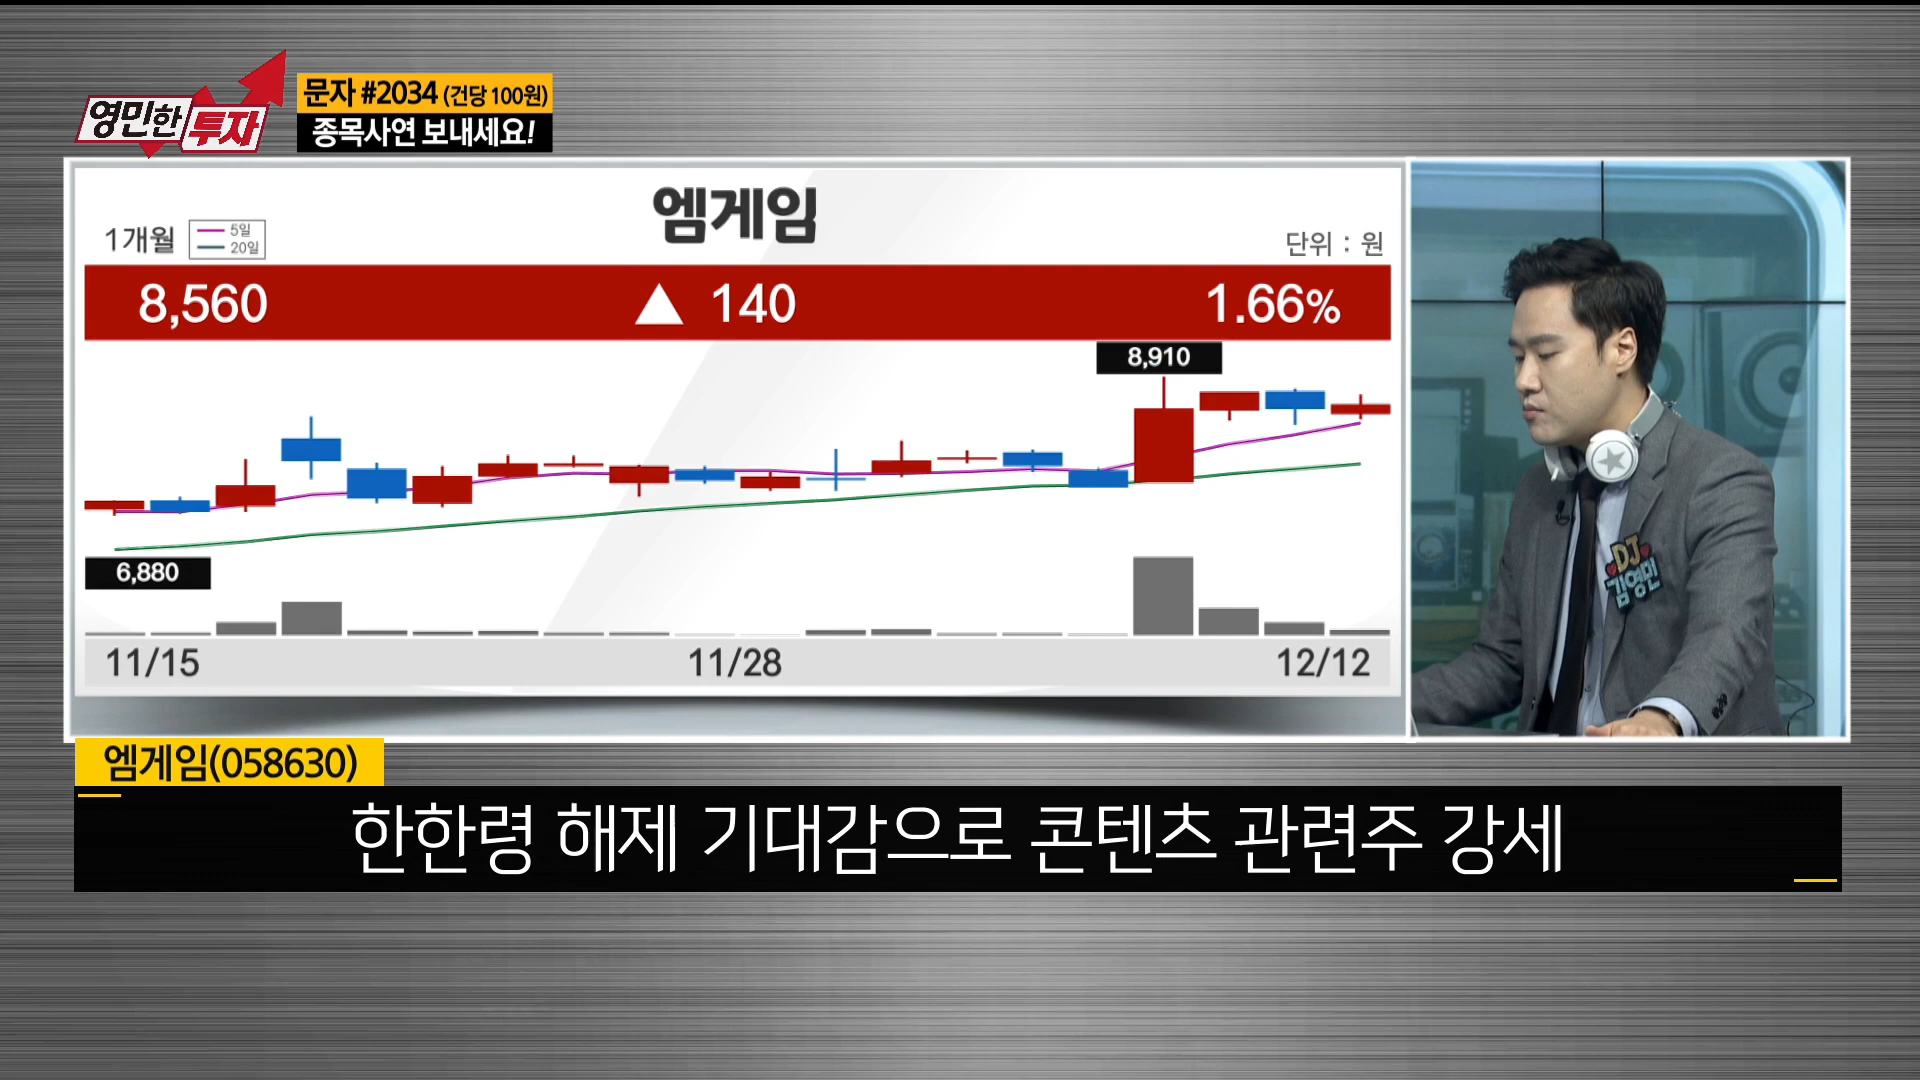 영민한 투자
문자 #2034 (건당 100원)
종목사연 보내세요!
엠게임
1개월
5일
20일
단위 : 원
8,560 ▲ 140 1.66%
8,910
6,880
11/15 11/28 12/12
DJ
김영민
엠게임(058630)
한한령 해제 기대감으로 콘텐츠 관련주 강세